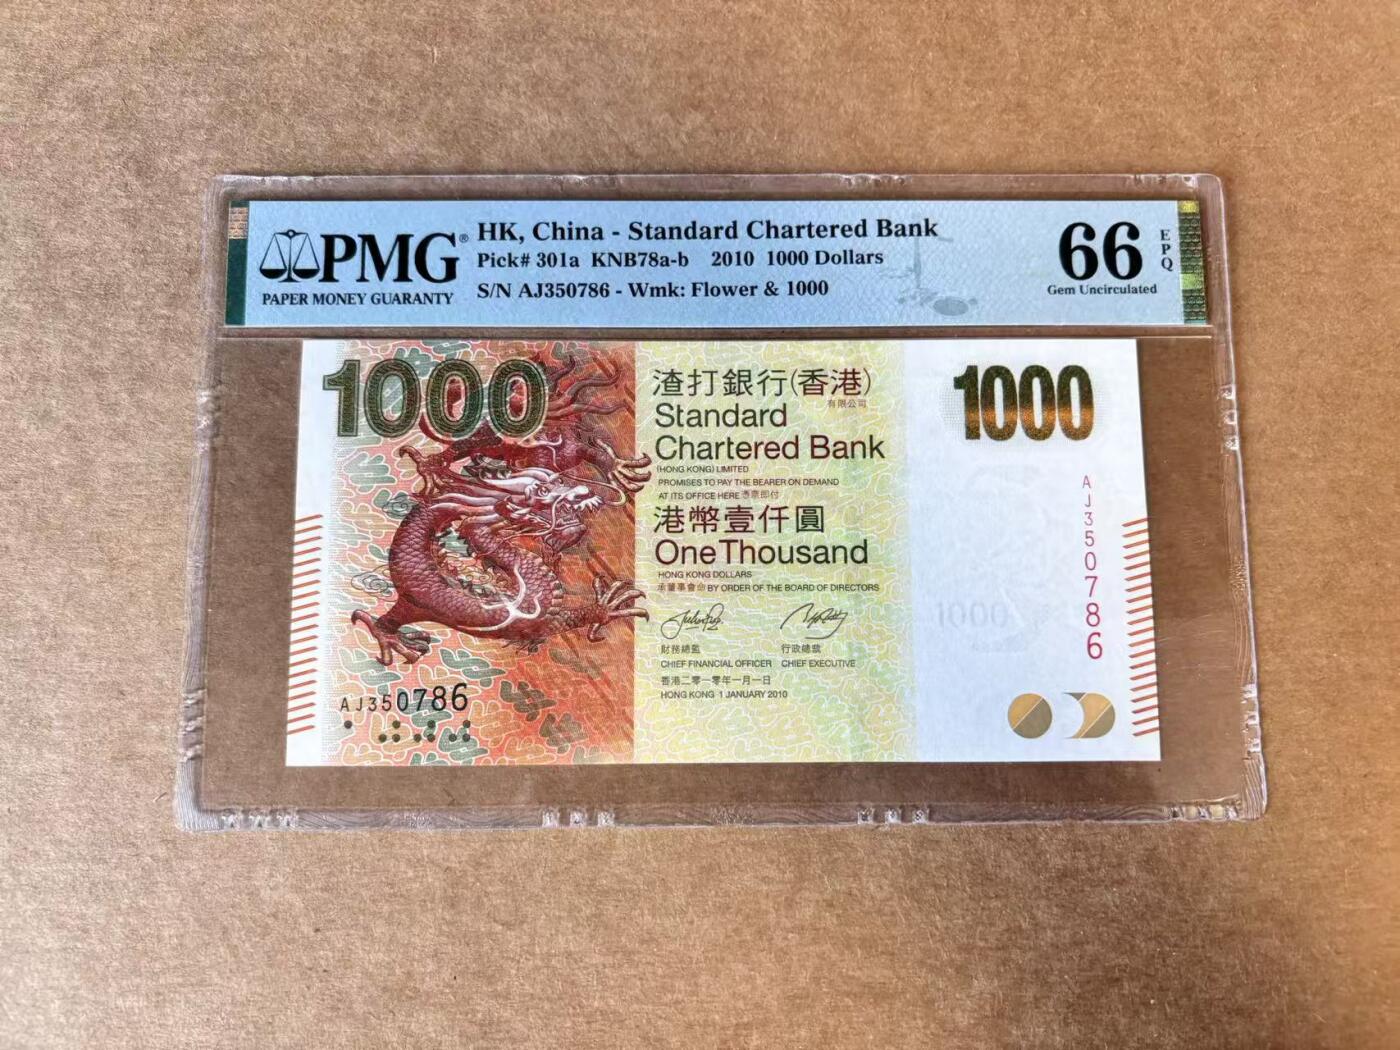 PMG®
PAPER MONEY GUARANTY
HK, China - Standard Chartered Bank
Pick# 301a KNB78a-b 2010 1000 Dollars
S/N AJ350786 - Wmk: Flower & 1000
66
EPQ
Gem Uncirculated
1000
渣打銀行(香港)
有限公司
Standard
Chartered Bank
(HONG KONG) LIMITED
PROMISES TO PAY THE BEARER ON DEMAND
AT ITS OFFICE HERE 憑票即付
港幣壹仟圓
One Thousand
HONG KONG DOLLARS
承董事會命 BY ORDER OF THE BOARD OF DIRECTORS
財務總監 行政總裁
CHIEF FINANCIAL OFFICER CHIEF EXECUTIVE
香港二零一零年一月一日
HONG KONG 1 JANUARY 2010
AJ350786
1000
AJ350786
1000